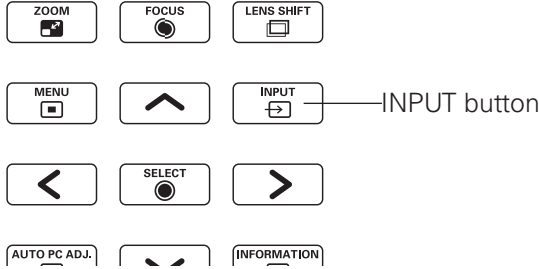 ZOOM FOCUS LENS SHIFT
MENU INPUT INPUT button
SELECT
AUTO PC ADJ. INFORMATION